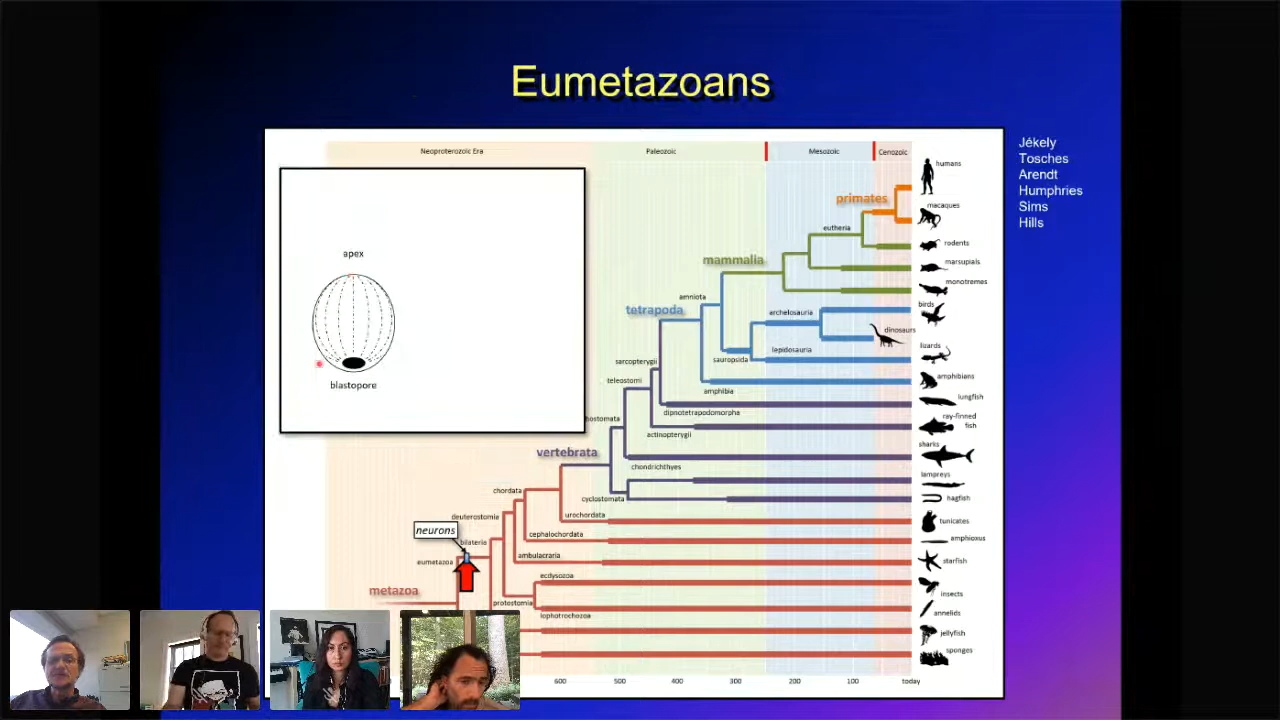 Eumetazoans
Jékely
Tosches
Arendt
Humphries
Sims
Hills
Neoproterozoic Era
Paleozoic
Mesozoic
Cenozoic
humans
primates
macaques
eutheria
rodents
mammalia
marsupials
monotremes
amniota
birds
tetrapoda
archelosauria
dinosaurs
lepidosauria
lizards
sauropsida
sarcopterygii
amphibians
teleostomi
amphibia
lungfish
dipnotetrapodomorpha
ray-finned
fish
hostomata
actinopterygii
sharks
vertebrata
chondrichthyes
lampreys
chordata
cyclostomata
hagfish
urochordata
tunicates
deuterostomia
neurons
cephalochordata
amphioxus
bilateria
ambulacraria
starfish
eumetazoa
ecdysozoa
insects
metazoa
protostomia
lophotrochozoa
annelids
jellyfish
sponges
600
500
400
300
200
100
today
apex
blastopore